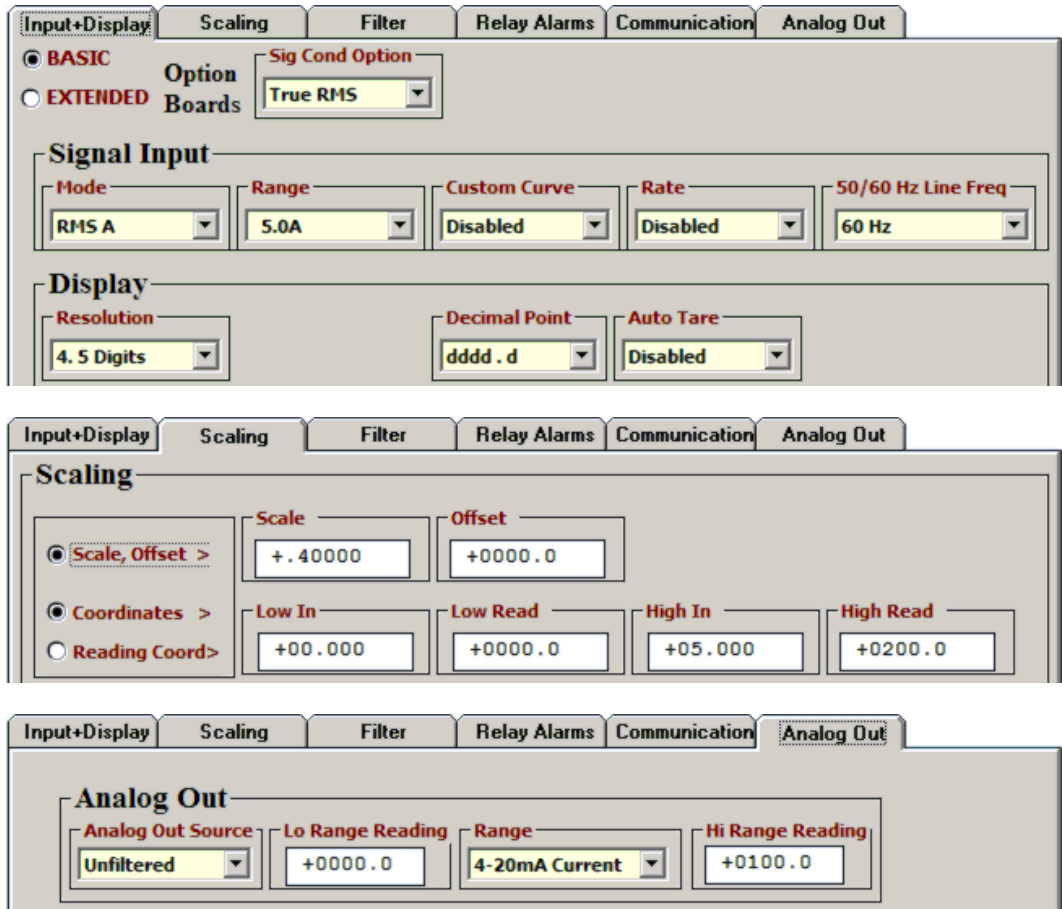 Input+Display Scaling Filter Relay Alarms Communication Analog Out
BASIC
EXTENDED
Option
Boards
Sig Cond Option
True RMS
Signal Input
Mode Range Custom Curve Rate 50/60 Hz Line Freq
RMS A 5.0A Disabled Disabled 60 Hz
Display
Resolution Decimal Point Auto Tare
4. 5 Digits dddd . d Disabled
Input+Display Scaling Filter Relay Alarms Communication Analog Out
Scaling
Scale Offset
Scale, Offset > +.40000 +0000.0
Low In Low Read High In High Read
Coordinates >
Reading Coord> +00.000 +0000.0 +05.000 +0200.0
Input+Display Scaling Filter Relay Alarms Communication Analog Out
Analog Out
Analog Out Source Lo Range Reading Range Hi Range Reading
Unfiltered +0000.0 4-20mA Current +0100.0